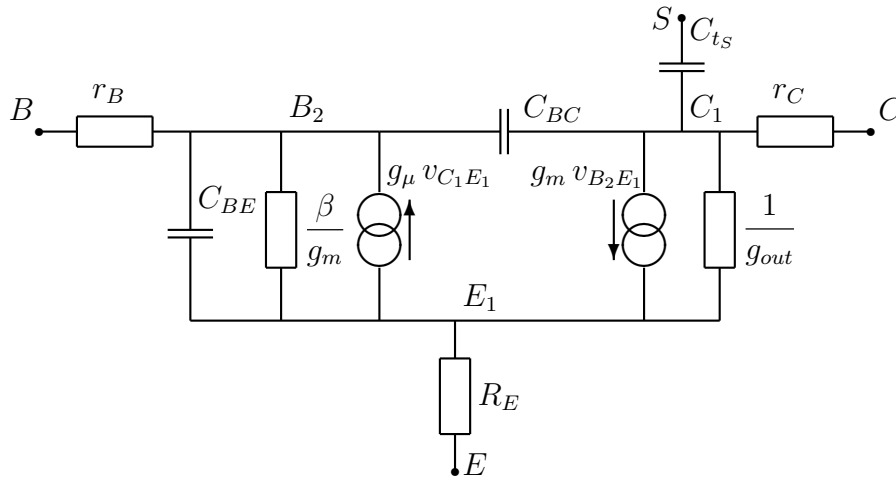 S
C_{t_S}
r_B
B_2
C_{BC}
C_1
r_C
B
C
g_μ v_{C_1E_1}
g_m v_{B_2E_1}
C_{BE}
β/g_m
1/g_{out}
E_1
R_E
E